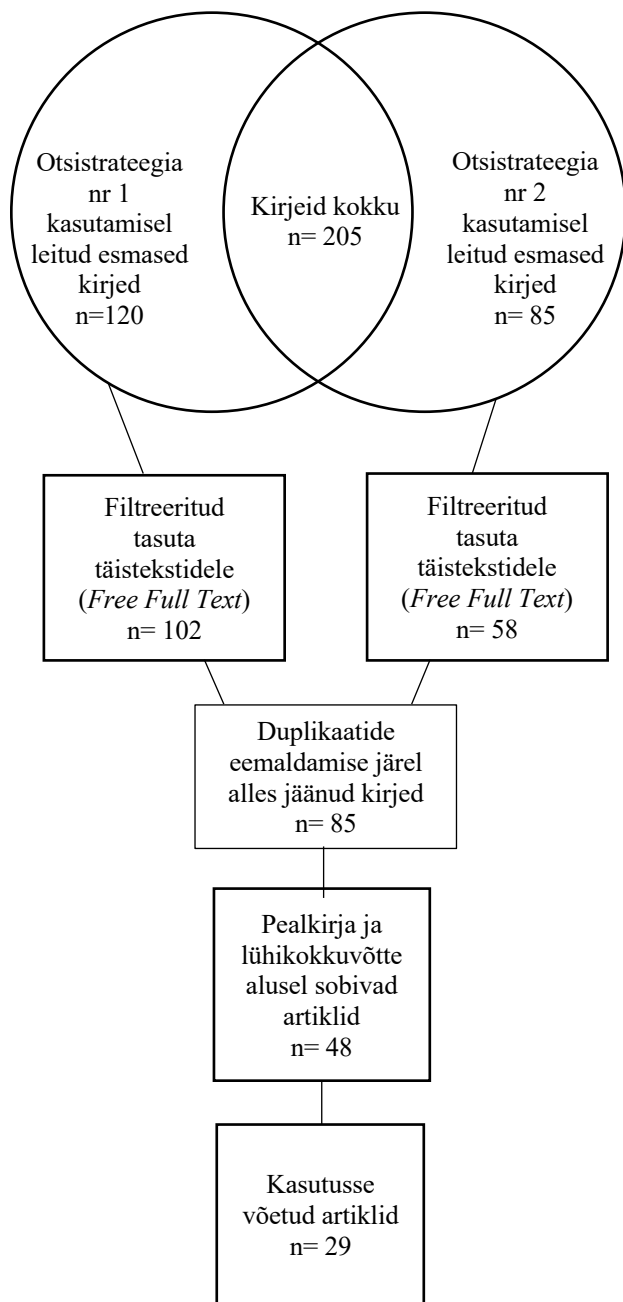 Otsistrateegia
nr 1
kasutamisel
leitud esmased
kirjed
n=120
Kirjeid kokku
n= 205
Otsistrateegia
nr 2
kasutamisel
leitud esmased
kirjed
n= 85
Filtreeritud
tasuta
täistekstidele
(Free Full Text)
n= 102
Filtreeritud
tasuta
täistekstidele
(Free Full Text)
n= 58
Duplikaatide
eemaldamise järel
alles jäänud kirjed
n= 85
Pealkirja ja
lühikokkuvõtte
alusel sobivad
artiklid
n= 48
Kasutusse
võetud artiklid
n= 29